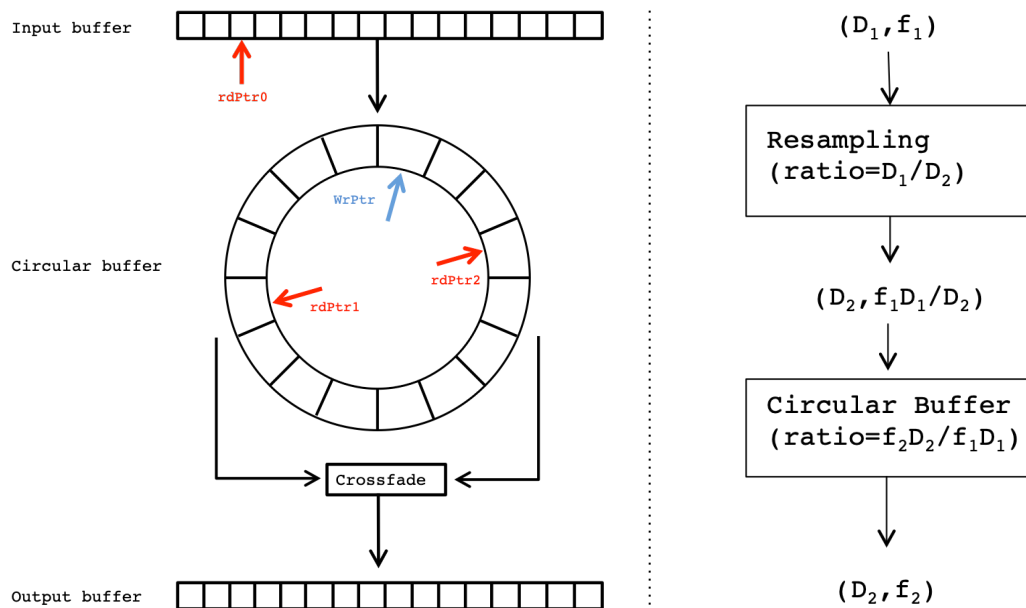 Input buffer
rdPtr0
WrPtr
rdPtr2
Circular buffer
rdPtr1
Crossfade
Output buffer
(D₁,f₁)
Resampling
(ratio=D₁/D₂)
(D₂,f₁D₁/D₂)
Circular Buffer
(ratio=f₂D₂/f₁D₁)
(D₂,f₂)